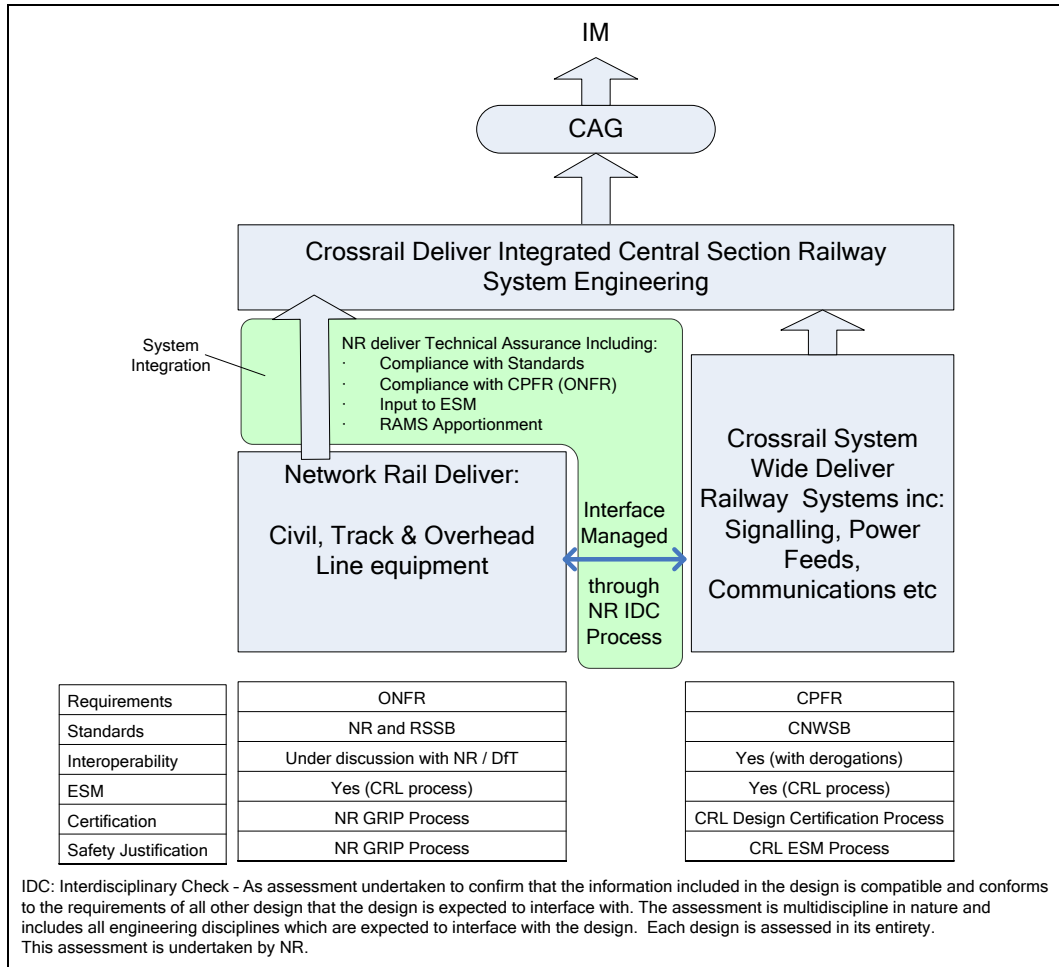 IM
CAG
Crossrail Deliver Integrated Central Section Railway
System Engineering
System
Integration
NR deliver Technical Assurance Including:
· Compliance with Standards
· Compliance with CPFR (ONFR)
· Input to ESM
· RAMS Apportionment
Network Rail Deliver:
Civil, Track & Overhead
Line equipment
Interface
Managed
through
NR IDC
Process
Crossrail System
Wide Deliver
Railway Systems inc:
Signalling, Power
Feeds,
Communications etc
Requirements ONFR CPFR
Standards NR and RSSB CNWSB
Interoperability Under discussion with NR / DfT Yes (with derogations)
ESM Yes (CRL process) Yes (CRL process)
Certification NR GRIP Process CRL Design Certification Process
Safety Justification NR GRIP Process CRL ESM Process
IDC: Interdisciplinary Check - As assessment undertaken to confirm that the information included in the design is compatible and conforms
to the requirements of all other design that the design is expected to interface with. The assessment is multidiscipline in nature and
includes all engineering disciplines which are expected to interface with the design. Each design is assessed in its entirety.
This assessment is undertaken by NR.